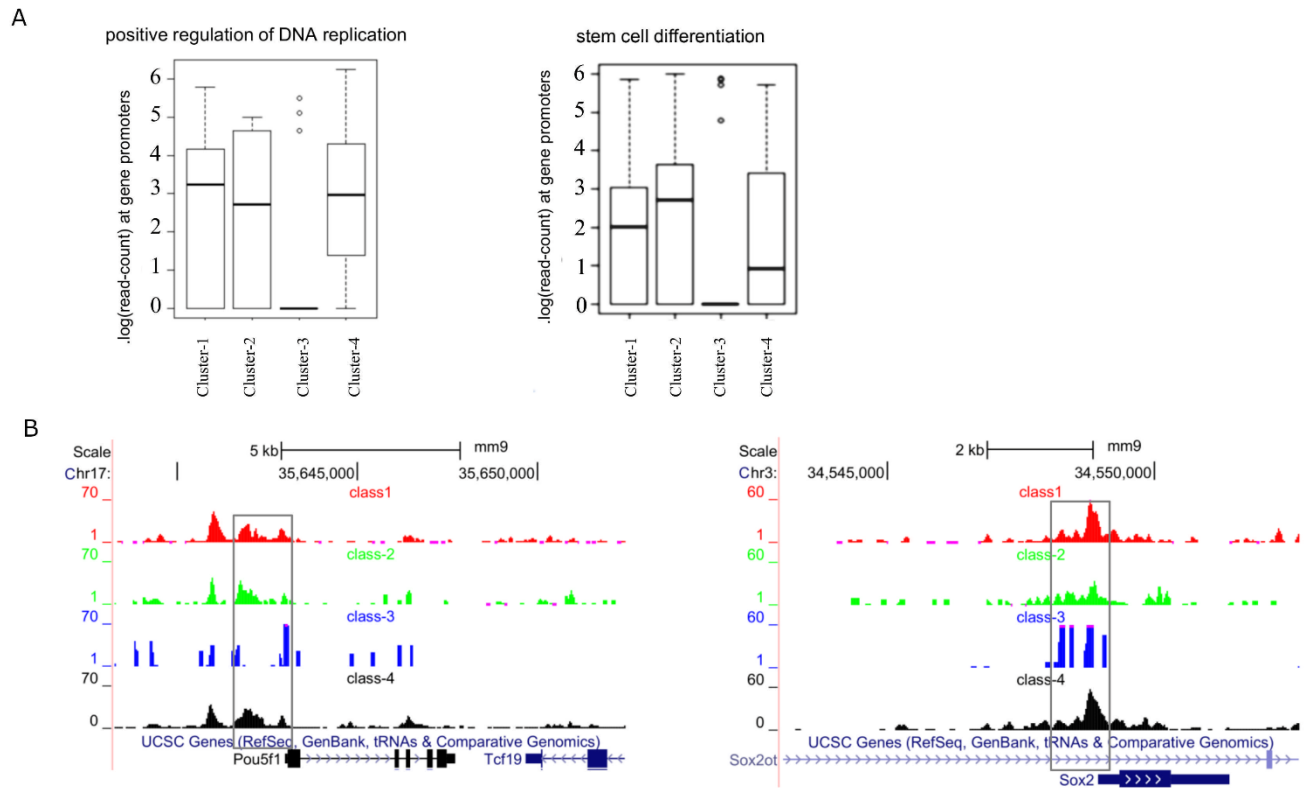 A
positive regulation of DNA replication
stem cell differentiation
.log(read-count) at gene promoters
6
5
4
3
2
1
0
Cluster-1
Cluster-2
Cluster-3
Cluster-4
.log(read-count) at gene promoters
6
5
4
3
2
1
0
Cluster-1
Cluster-2
Cluster-3
Cluster-4
B
Scale 5 kb mm9
Chr17: 35,645,000 35,650,000
70 class1
1
70 class-2
1
70 class-3
1
70 class-4
0
UCSC Genes (RefSeq, GenBank, tRNAs & Comparative Genomics)
Pou5f1 Tcf19
Scale 2 kb mm9
Chr3: 34,545,000 34,550,000
60 class1
1
60 class-2
1
60 class-3
1
60 class-4
0
UCSC Genes (RefSeq, GenBank, tRNAs & Comparative Genomics)
Sox2ot
Sox2